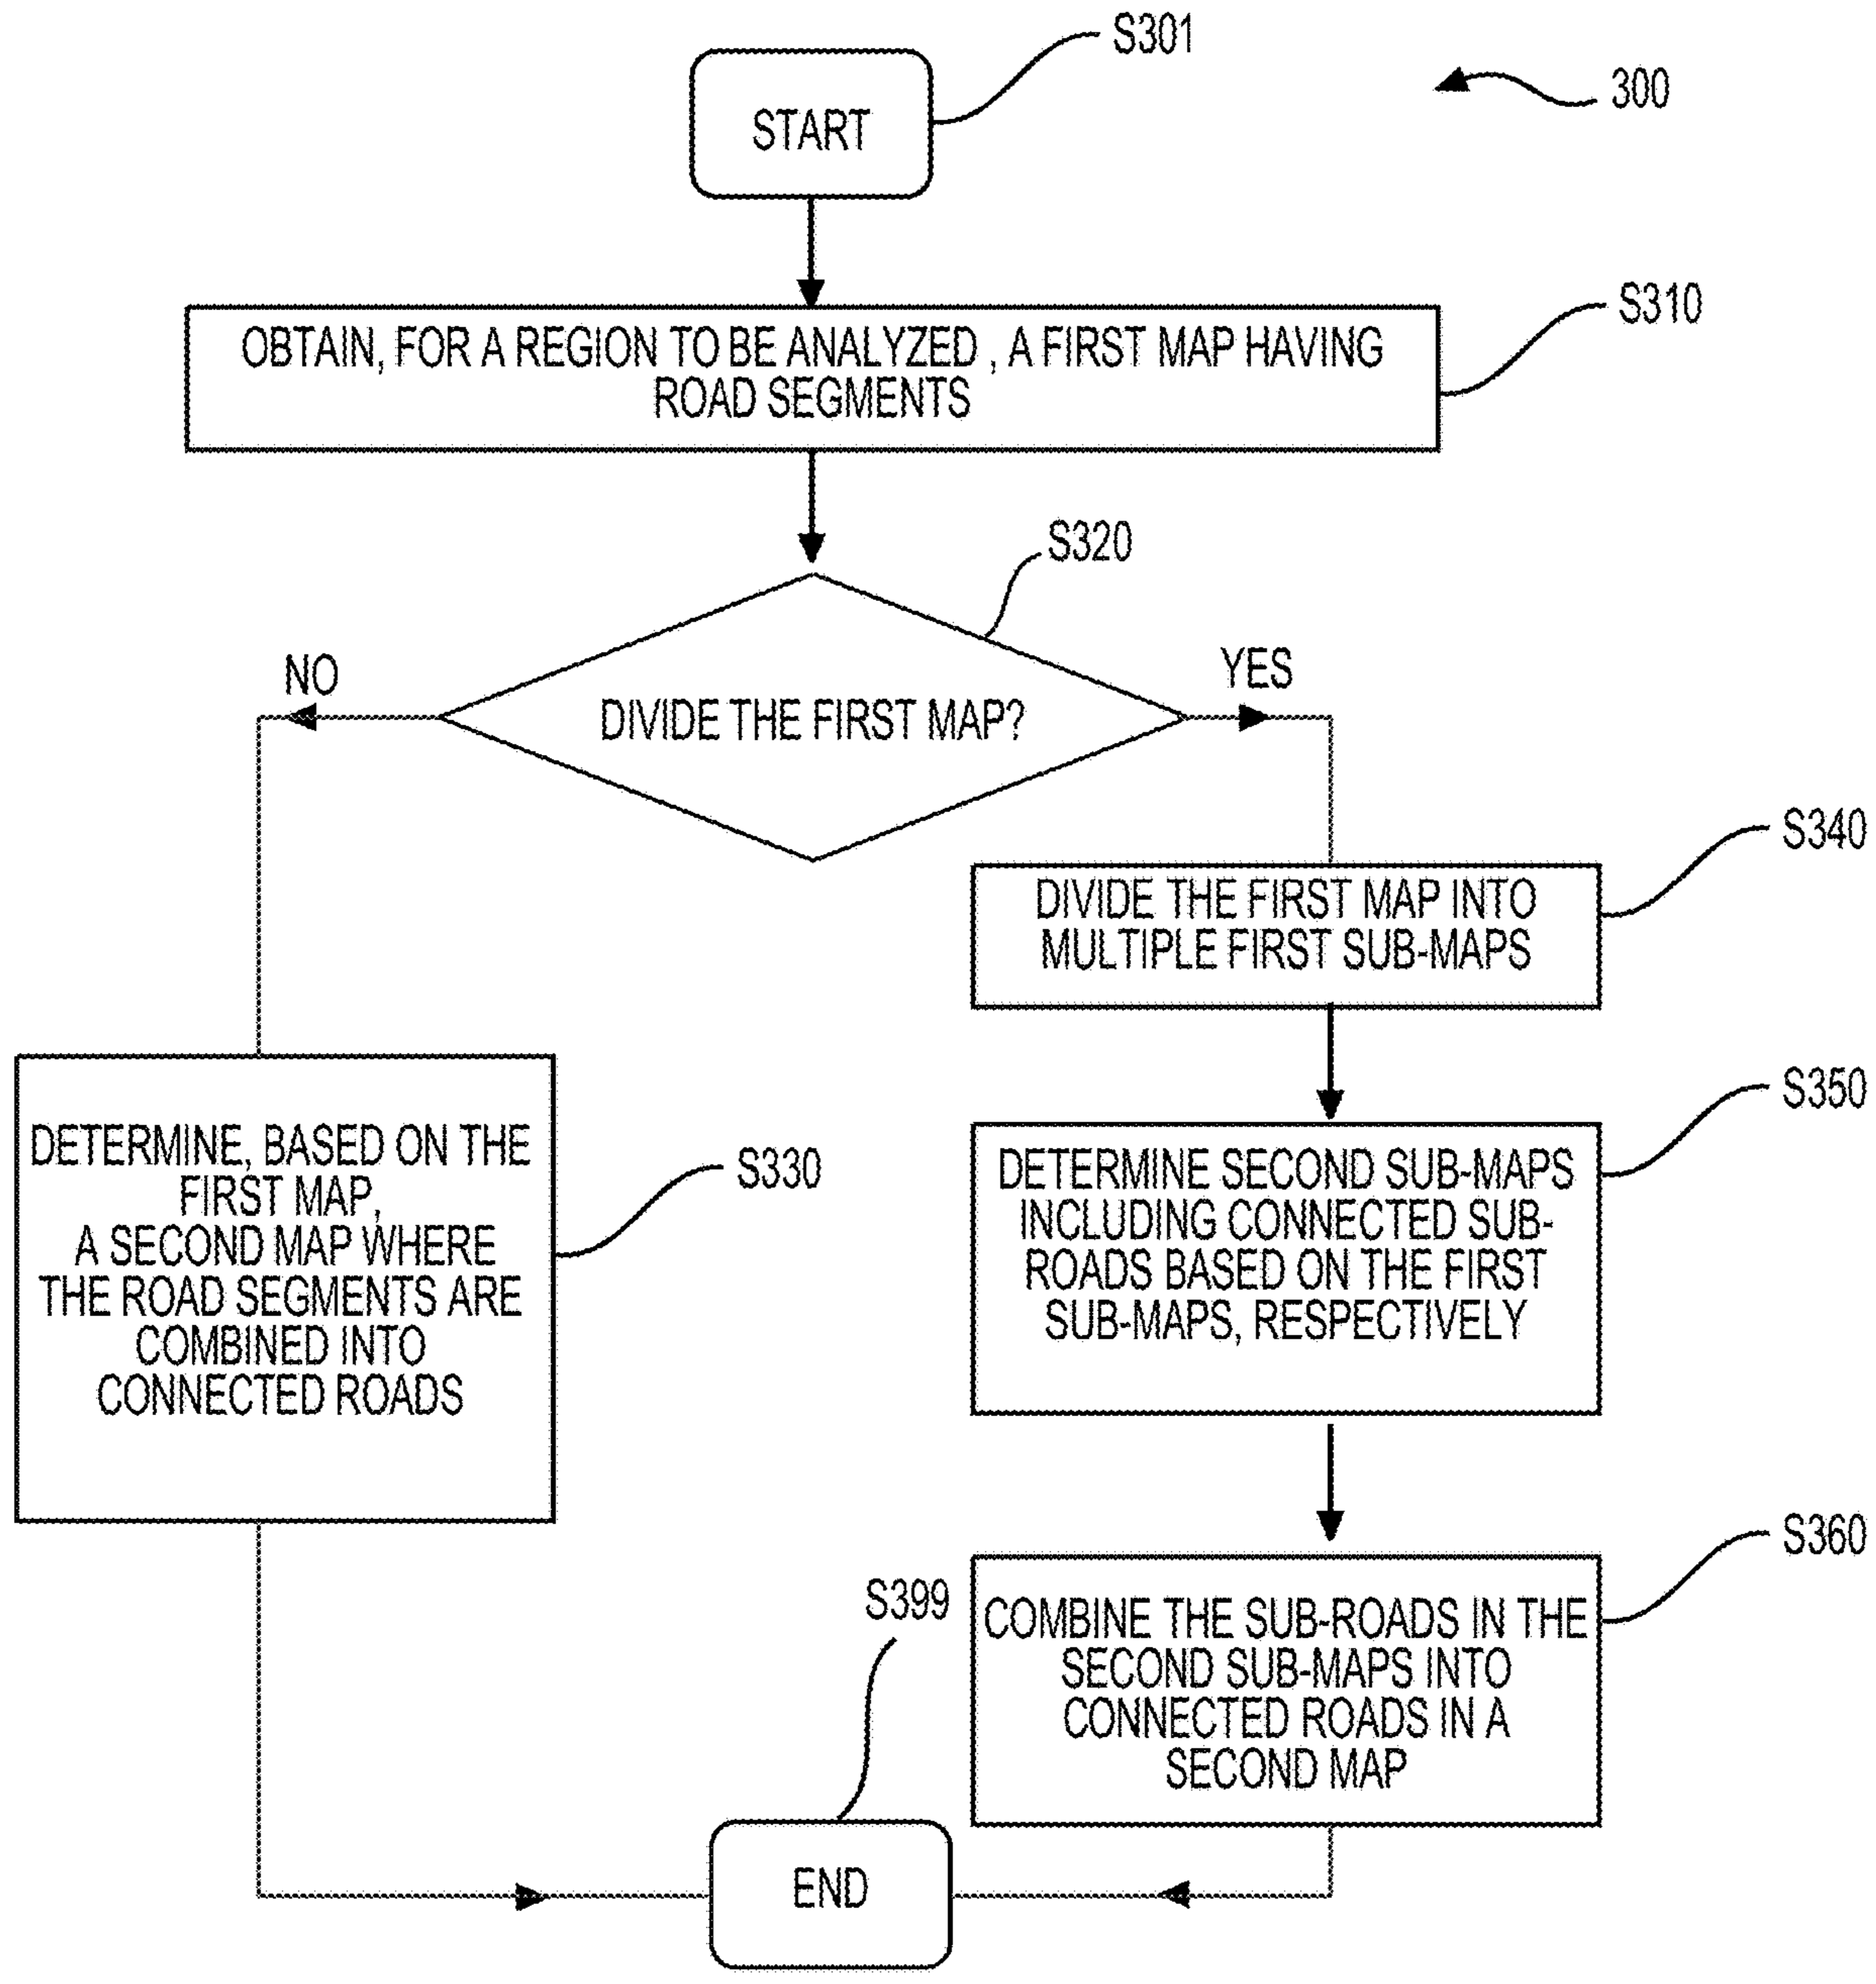 S301
300
START
S310
OBTAIN, FOR A REGION TO BE ANALYZED , A FIRST MAP HAVING
ROAD SEGMENTS
S320
NO
YES
DIVIDE THE FIRST MAP?
S340
DIVIDE THE FIRST MAP INTO
MULTIPLE FIRST SUB-MAPS
S330
DETERMINE, BASED ON THE
FIRST MAP,
A SECOND MAP WHERE
THE ROAD SEGMENTS ARE
COMBINED INTO
CONNECTED ROADS
S350
DETERMINE SECOND SUB-MAPS
INCLUDING CONNECTED SUB-
ROADS BASED ON THE FIRST
SUB-MAPS, RESPECTIVELY
S360
COMBINE THE SUB-ROADS IN THE
SECOND SUB-MAPS INTO
CONNECTED ROADS IN A
SECOND MAP
S399
END